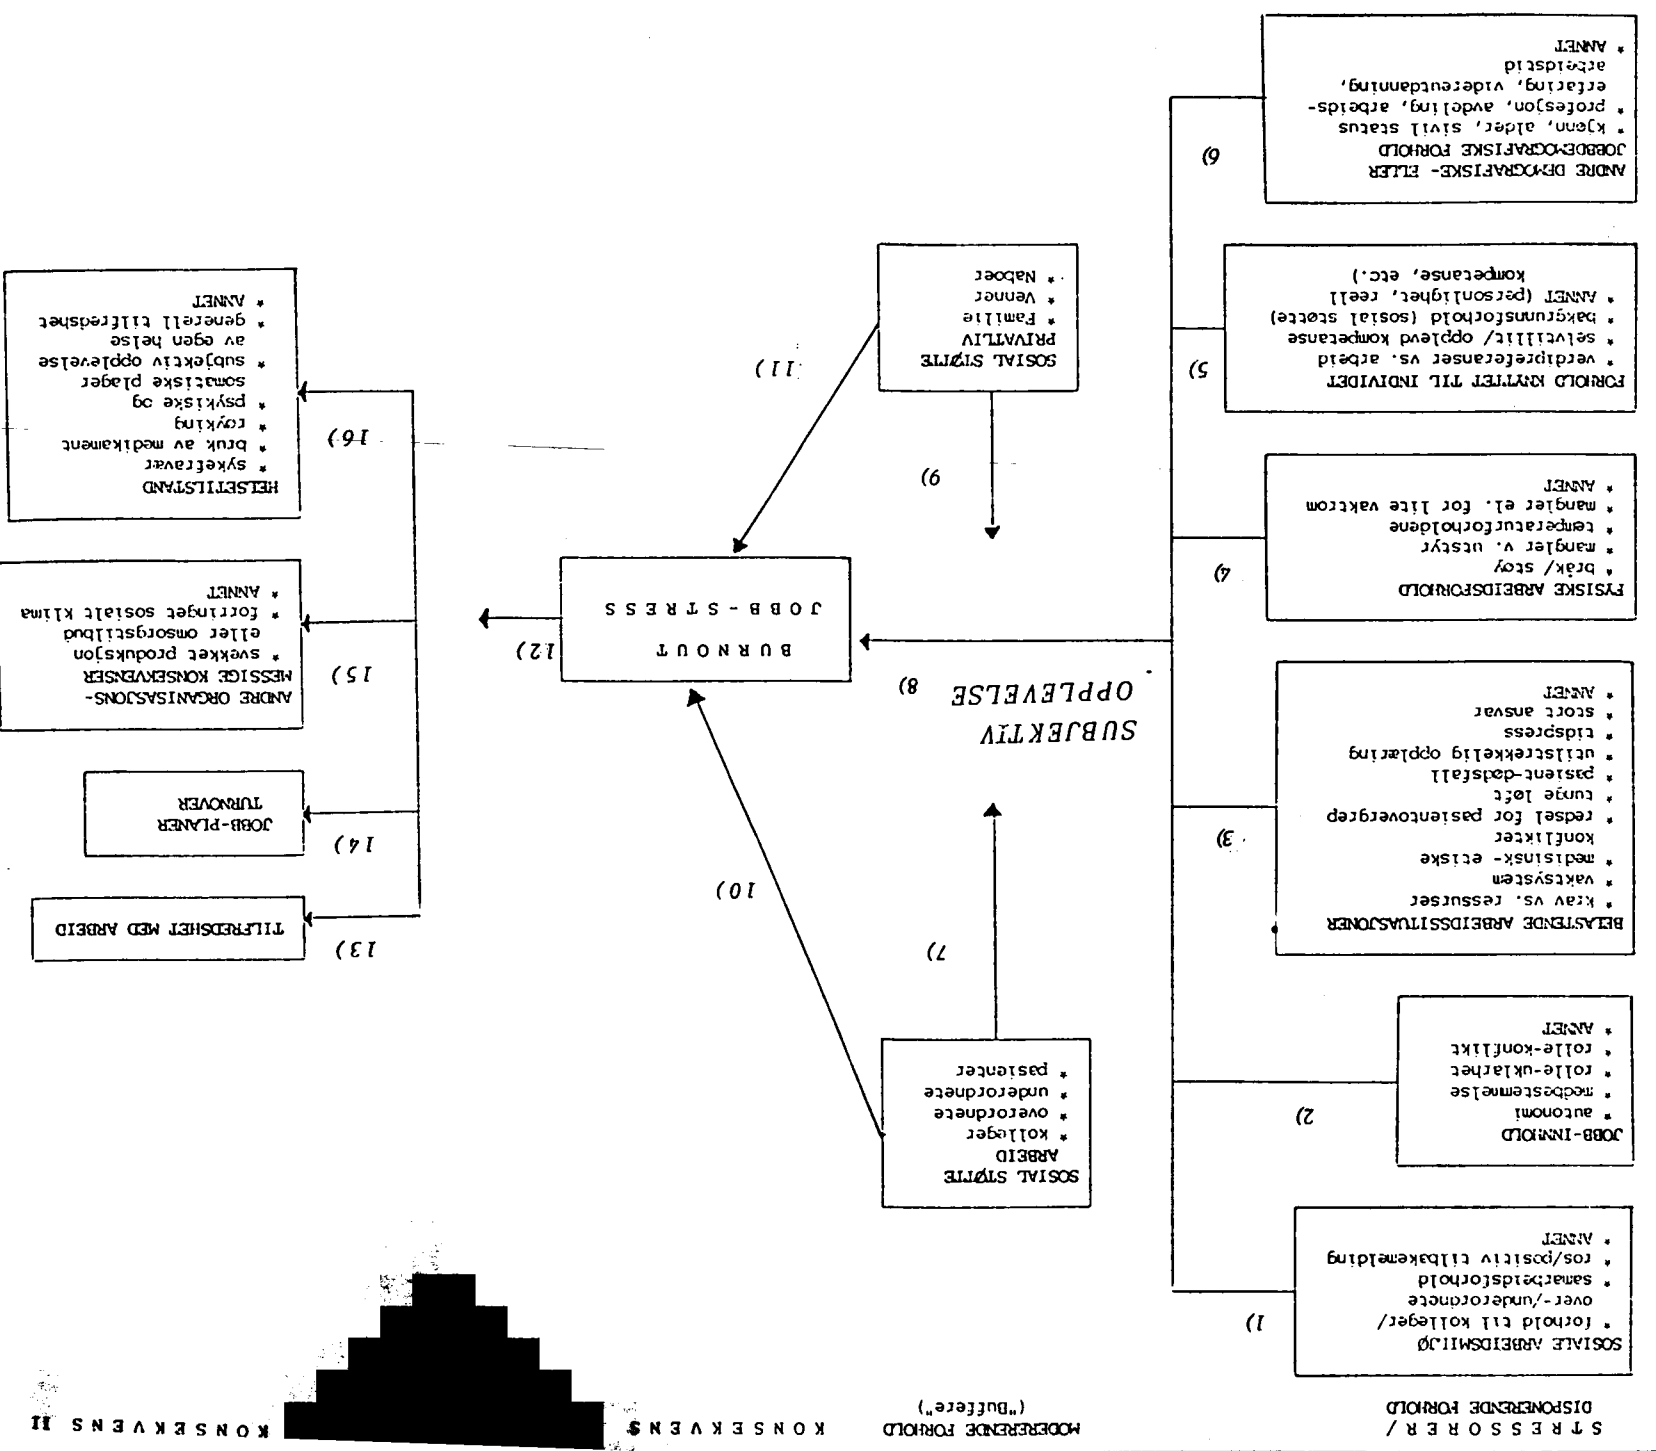 STRESSORER/
DISPONERENDE FORHOLD
MODERERENDE FORHOLD
("Buffere")
KONSEKVENS
KONSEKVENS II
SOSIALE ARBEIDSMILJØ
* forhold til kolleger/
over-/underordnete
* samarbeidsforhold
* ros/positiv tilbakemelding
* ANNET
1)
JOBB-INNHOLD
* autonomi
* medbestemmelse
* rolle-uklarhet
* rolle-konflikt
* ANNET
2)
BELASTENDE ARBEIDSSITUASJONER
* krav vs. ressurser
* vaktsystem
* medisinsk- etiske
konflikter
* redsel for pasientovergrep
* tunge løft
* pasient-dødsfall
* utilstrekkelig opplæring
* tidspress
* stort ansvar
* ANNET
3)
FYSISKE ARBEIDSFORHOLD
* bråk/ støy
* mangler v. utstyr
* temperaturforholdene
* mangler el. for lite vaktrom
* ANNET
4)
FORHOLD KNYTTET TIL INDIVIDET
* verdipreferanser vs. arbeid
* selvtillit/ opplevd kompetanse
* bakgrunnsforhold (sosial støtte)
* ANNET (personlighet, reell
kompetanse, etc.)
5)
ANDRE DEMOGRAFISKE- ELLER
JOBBDEMOGRAFISKE FORHOLD
* kjønn, alder, sivil status
* profesjon, avdeling, arbeids-
erfaring, videreutdanning,
arbeidstid
* ANNET
6)
SOSIAL STØTTE
ARBEID
* kolleger
* overordnete
* underordnete
* pasienter
7)
SUBJEKTIV
OPPLEVELSE
8)
9)
SOSIAL STØTTE
PRIVATLIV
* Familie
* Venner
* Naboer
10)
11)
BURNOUT
JOBB-STRESS
12)
TILFREDSHET MED ARBEID
13)
JOBB-PLANER
TURNOVER
14)
ANDRE ORGANISASJONS-
MESSIGE KONSEKVENSER
* svekket produksjon
eller omsorgstilbud
* forringet sosialt klima
* ANNET
15)
HELSETILSTAND
* sykefravær
* bruk av medikament
* røyking
* psykiske og
somatiske plager
* subjektiv opplevelse
av egen helse
* generell tilfredshet
* ANNET
16)